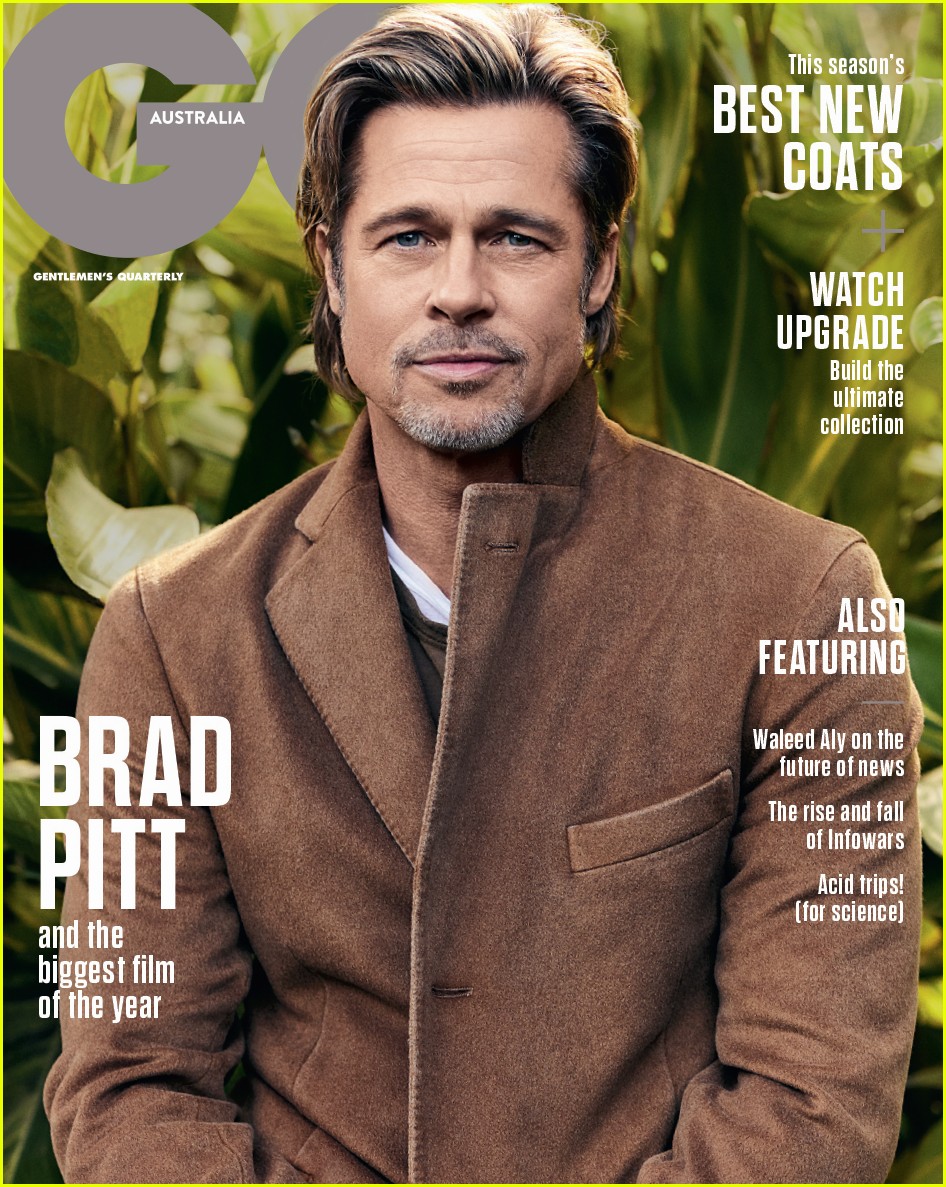 GQ
AUSTRALIA
GENTLEMEN'S QUARTERLY
This season's
BEST NEW
COATS
+
WATCH
UPGRADE
Build the
ultimate
collection
ALSO
FEATURING
Waleed Aly on the
future of news
The rise and fall
of Infowars
Acid trips!
(for science)
BRAD
PITT
and the
biggest film
of the year